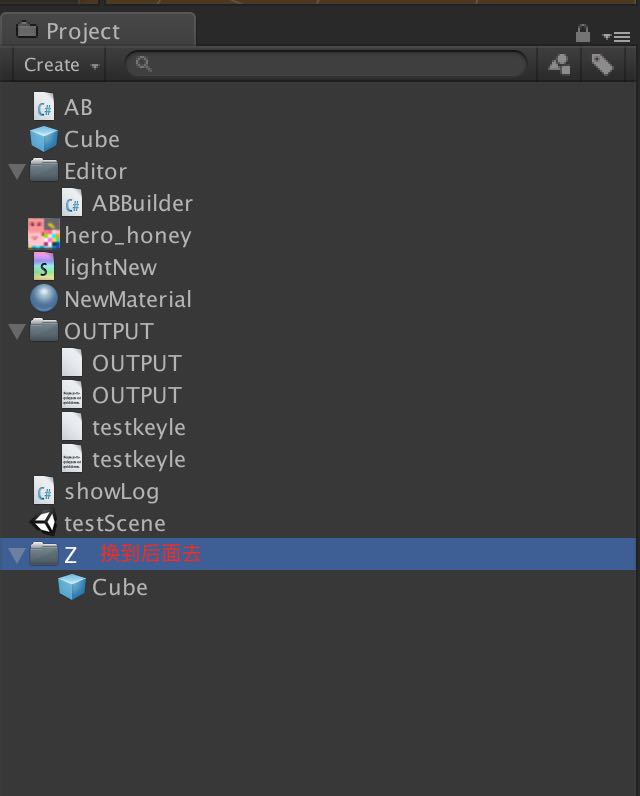 Project
Create
AB
Cube
Editor
ABBuilder
hero_honey
lightNew
NewMaterial
OUTPUT
OUTPUT
OUTPUT
testkeyle
testkeyle
showLog
testScene
Z 换到后面去
Cube